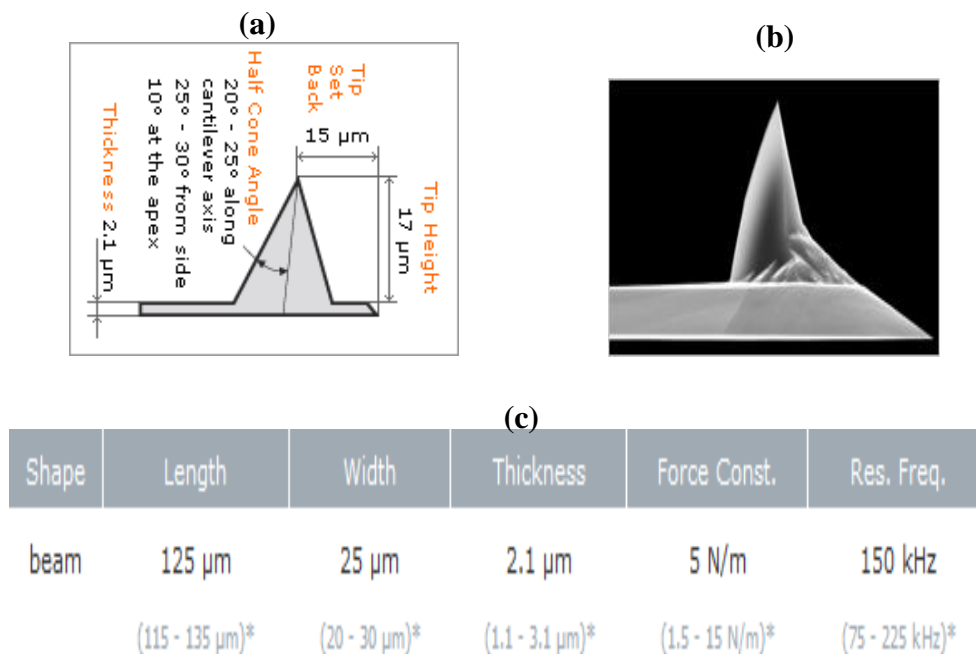 (a)
(b)
Tip
Set
Back
15 µm
Half Cone Angle
20° - 25° along
cantilever axis
25° - 30° from side
10° at the apex
Thickness 2.1 µm
Tip Height
17 µm
(c)
Shape Length Width Thickness Force Const. Res. Freq.
beam 125 µm 25 µm 2.1 µm 5 N/m 150 kHz
(115 - 135 µm)* (20 - 30 µm)* (1.1 - 3.1 µm)* (1.5 - 15 N/m)* (75 - 225 kHz)*